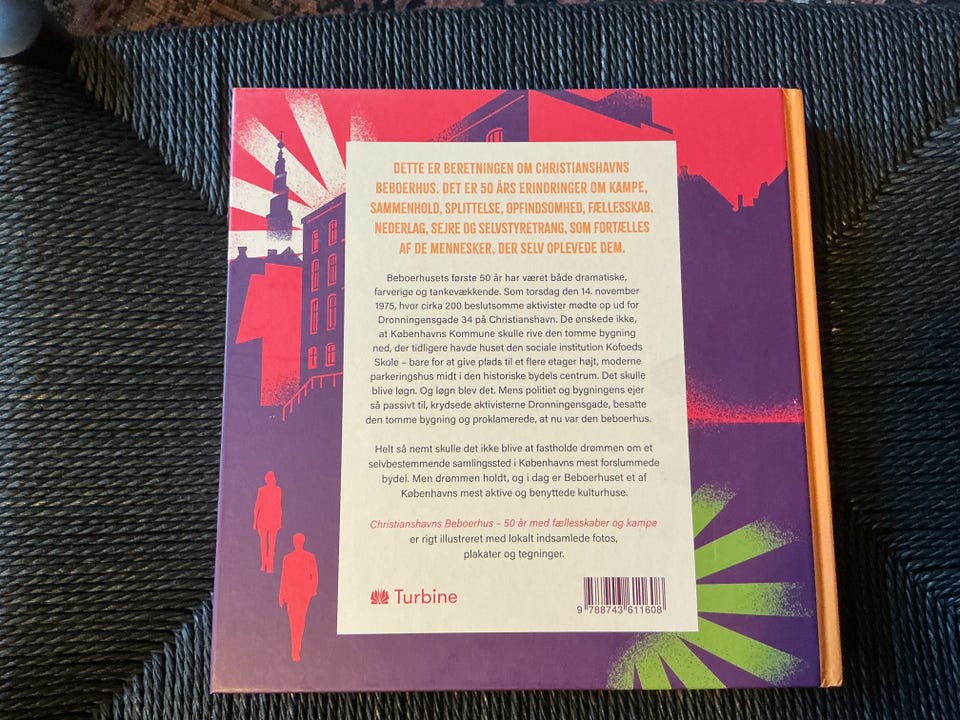 DETTE ER BERETNINGEN OM CHRISTIANSHAVNS
BEBOERHUS. DET ER 50 ÅRS ERINDRINGER OM KAMPE,
SAMMENHOLD, SPLITTELSE, OPFINDSOMHED, FÆLLESSKAB,
NEDERLAG, SEJRE OG SELVSTYRETRANG, SOM FORTÆLLES
AF DE MENNESKER, DER SELV OPLEVEDE DEM.
Beboerhusets første 50 år har været både dramatiske,
farverige og tankevækkende. Som torsdag den 14. november
1975, hvor cirka 200 beslutsomme aktivister mødte op ud for
Dronningensgade 34 på Christianshavn. De ønskede ikke,
at Københavns Kommune skulle rive den tomme bygning
ned, der tidligere havde huset den sociale institution Kofoeds
Skole – bare for at give plads til et flere etager højt, moderne
parkeringshus midt i den historiske bydels centrum. Det skulle
blive løgn. Og løgn blev det. Mens politiet og bygningens ejer
så passivt til, krydsede aktivisterne Dronningensgade, besatte
den tomme bygning og proklamerede, at nu var den beboerhus.
Helt så nemt skulle det ikke blive at fastholde drømmen om et
selvbestemmende samlingssted i Københavns mest forslummede
bydel. Men drømmen holdt, og i dag er Beboerhuset et af
Københavns mest aktive og benyttede kulturhuse.
Christianshavns Beboerhus – 50 år med fællesskaber og kampe
er rigt illustreret med lokalt indsamlede fotos,
plakater og tegninger.
Turbine
9 788743 611608